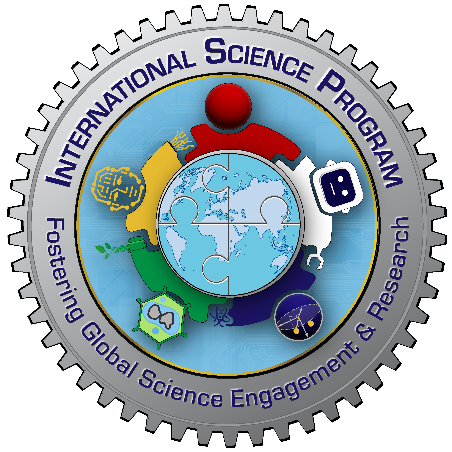 International Science Program
Fostering Global Science Engagement & Research